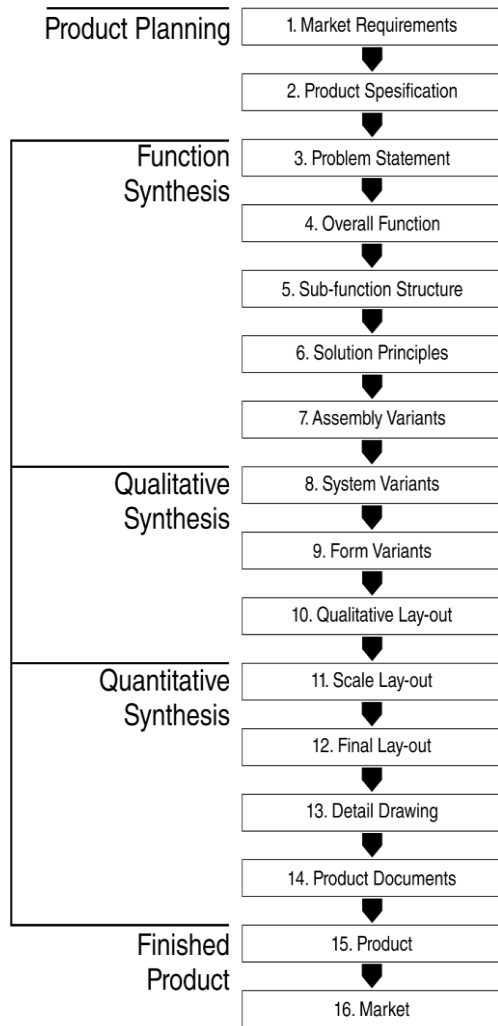 Product Planning
1. Market Requirements
2. Product Spesification
Function
Synthesis
3. Problem Statement
4. Overall Function
5. Sub-function Structure
6. Solution Principles
7. Assembly Variants
Qualitative
Synthesis
8. System Variants
9. Form Variants
10. Qualitative Lay-out
Quantitative
Synthesis
11. Scale Lay-out
12. Final Lay-out
13. Detail Drawing
14. Product Documents
Finished
Product
15. Product
16. Market